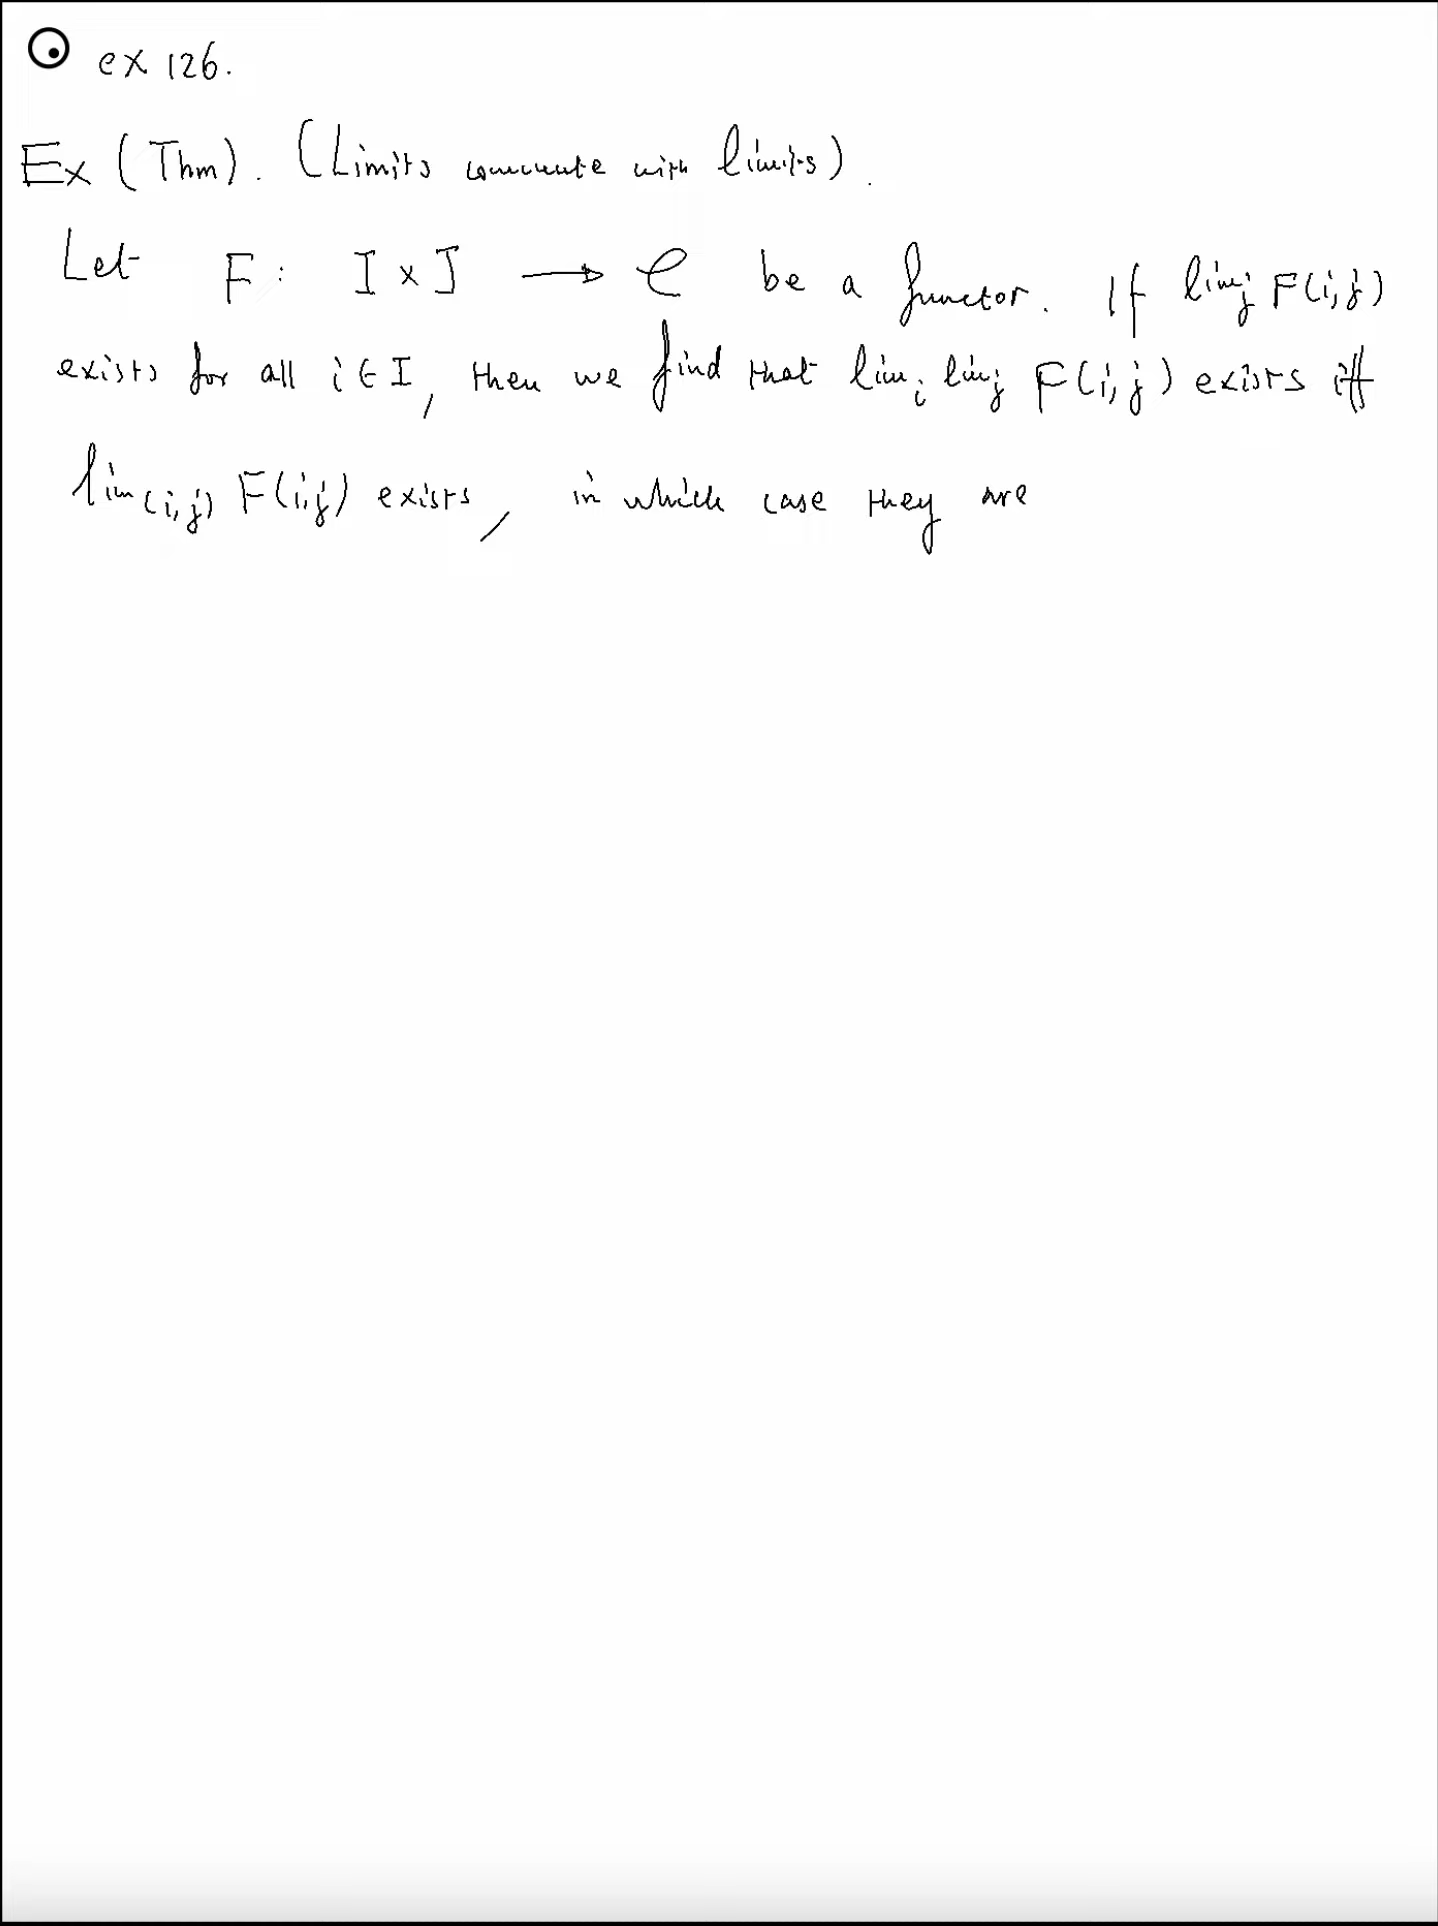 ex 126.
Ex (Thm). (Limits commute with limits).
Let F: I × J → C be a functor. If lim_j F(i,j)
exists for all i ∈ I, then we find that lim_i lim_j F(i,j) exists iff
lim_(i,j) F(i,j) exists, in which case they are